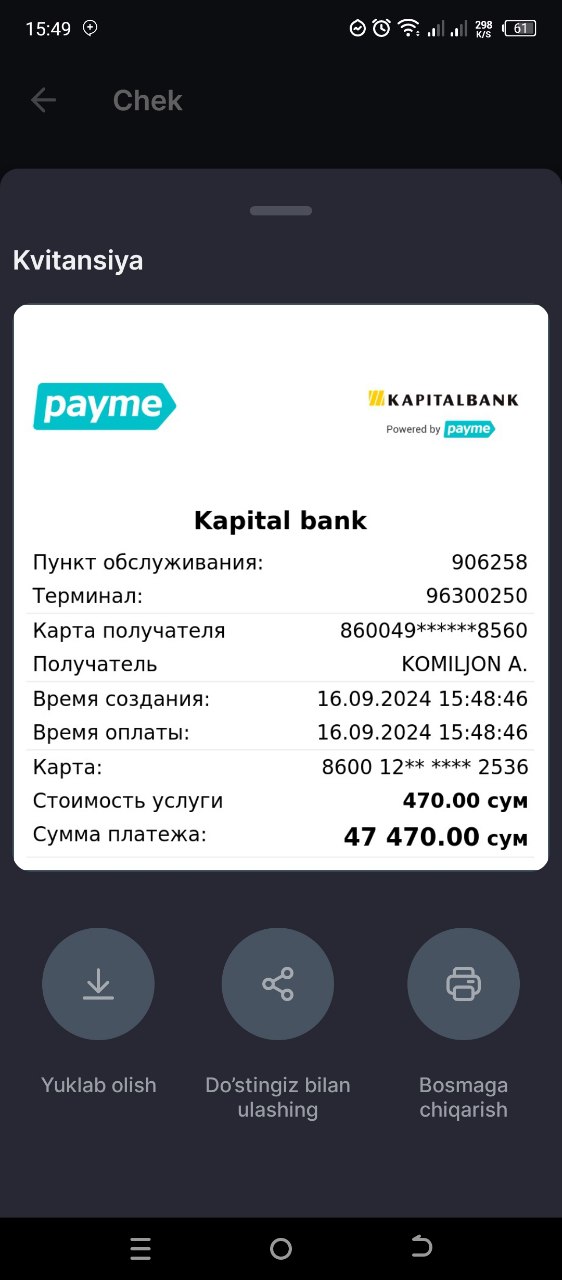 15:49
298
K/S
61
Chek
Kvitansiya
payme
KAPITALBANK
Powered by payme
Kapital bank
Пункт обслуживания: 906258
Терминал: 96300250
Карта получателя 860049******8560
Получатель KOMILJON A.
Время создания: 16.09.2024 15:48:46
Время оплаты: 16.09.2024 15:48:46
Карта: 8600 12** **** 2536
Стоимость услуги 470.00 сум
Сумма платежа: 47 470.00 сум
Yuklab olish
Do’stingiz bilan
ulashing
Bosmaga
chiqarish